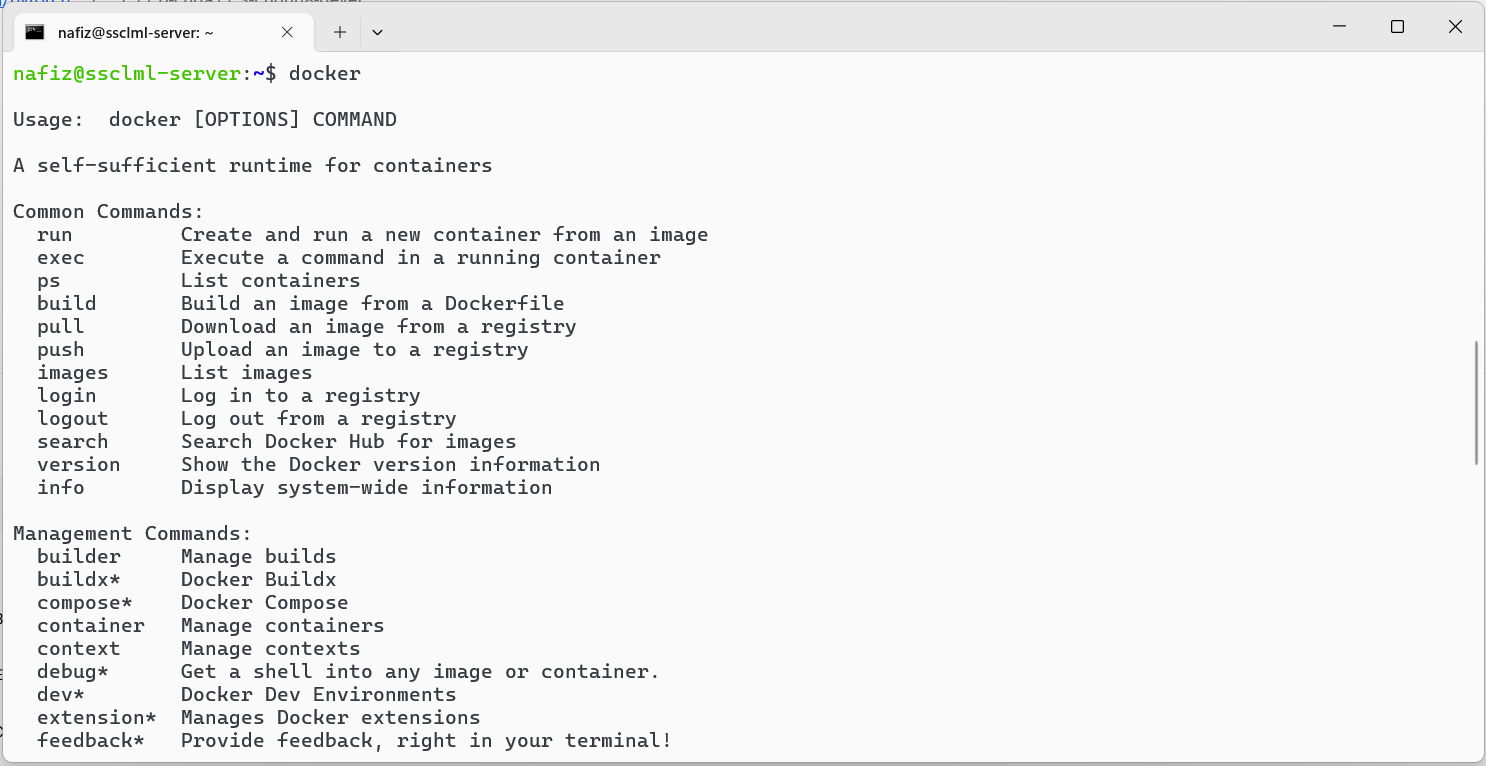 nafiz@ssclml-server: ~
nafiz@ssclml-server:~$ docker
Usage:  docker [OPTIONS] COMMAND
A self-sufficient runtime for containers
Common Commands:
  run         Create and run a new container from an image
  exec        Execute a command in a running container
  ps          List containers
  build       Build an image from a Dockerfile
  pull        Download an image from a registry
  push        Upload an image to a registry
  images      List images
  login       Log in to a registry
  logout      Log out from a registry
  search      Search Docker Hub for images
  version     Show the Docker version information
  info        Display system-wide information
Management Commands:
  builder     Manage builds
  buildx*     Docker Buildx
  compose*    Docker Compose
  container   Manage containers
  context     Manage contexts
  debug*      Get a shell into any image or container.
  dev*        Docker Dev Environments
  extension*  Manages Docker extensions
  feedback*   Provide feedback, right in your terminal!